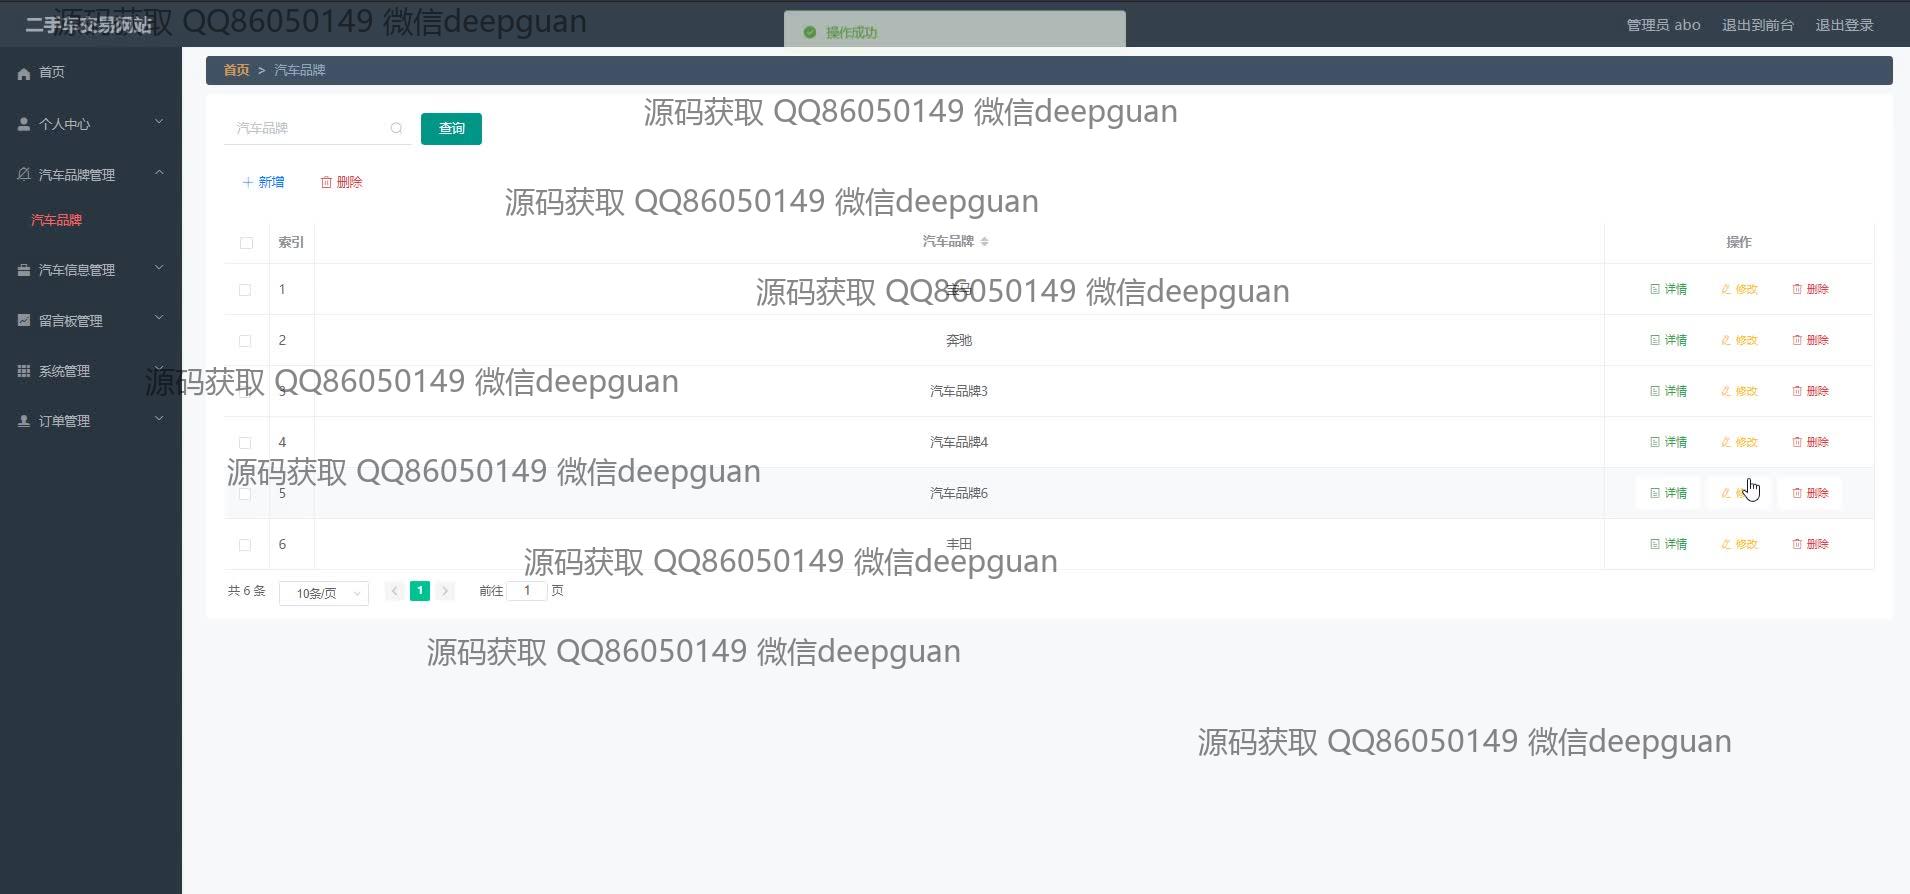 二手车交易网站
源码获取 QQ86050149 微信deepguan
操作成功
管理员 abo 退出到前台 退出登录
首页
个人中心
汽车品牌管理
汽车品牌
汽车信息管理
留言板管理
系统管理
订单管理
首页 > 汽车品牌
源码获取 QQ86050149 微信deepguan
汽车品牌 查询
新增 删除
源码获取 QQ86050149 微信deepguan
索引 汽车品牌 操作
1 宝马 详情 修改 删除
源码获取 QQ86050149 微信deepguan
2 奔驰 详情 修改 删除
源码获取 QQ86050149 微信deepguan
3 汽车品牌3 详情 修改 删除
4 汽车品牌4 详情 修改 删除
源码获取 QQ86050149 微信deepguan
5 汽车品牌6 详情 修 删除
6 丰田 详情 修改 删除
源码获取 QQ86050149 微信deepguan
共 6 条 10条/页 1 前往 1 页
源码获取 QQ86050149 微信deepguan
源码获取 QQ86050149 微信deepguan